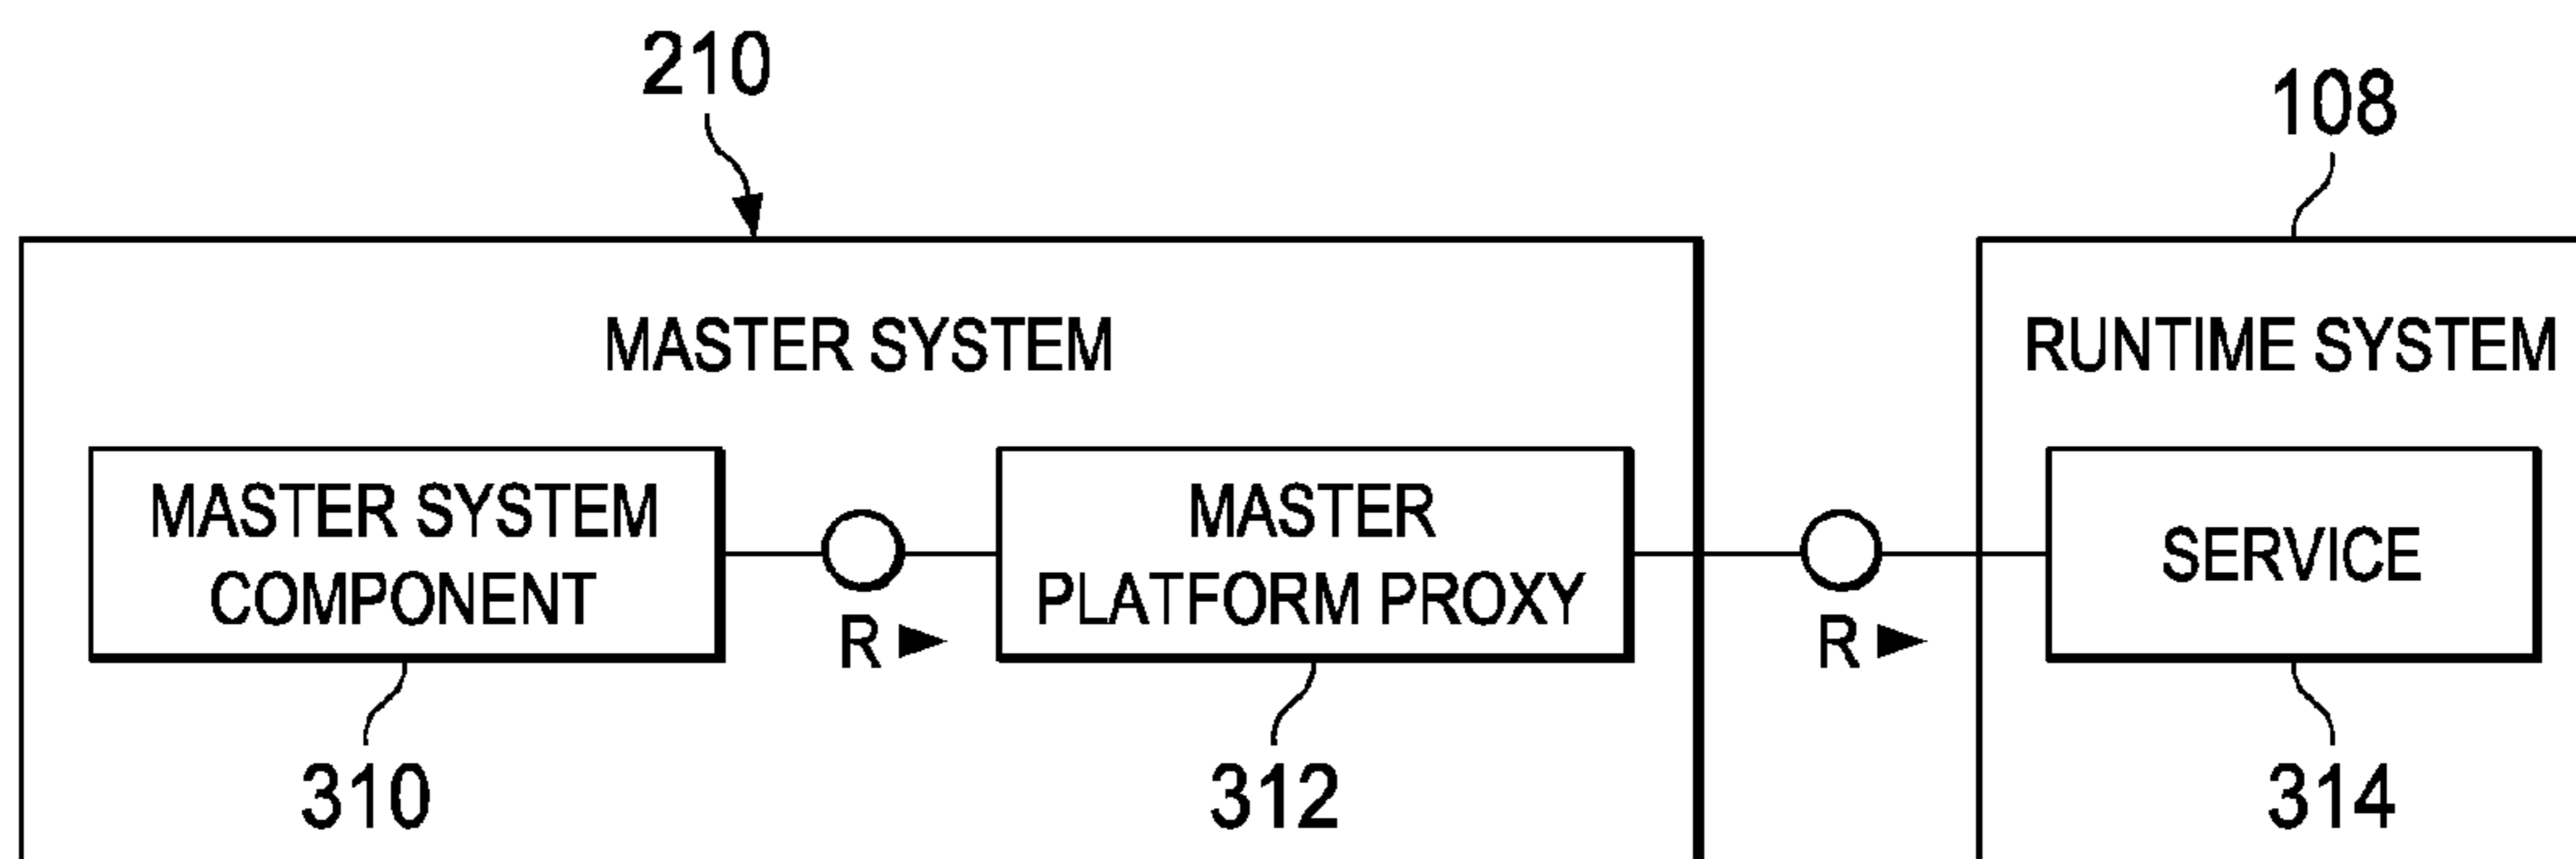 210
108
MASTER SYSTEM
RUNTIME SYSTEM
MASTER SYSTEM
COMPONENT
MASTER
PLATFORM PROXY
SERVICE
R ►
R ►
310
312
314